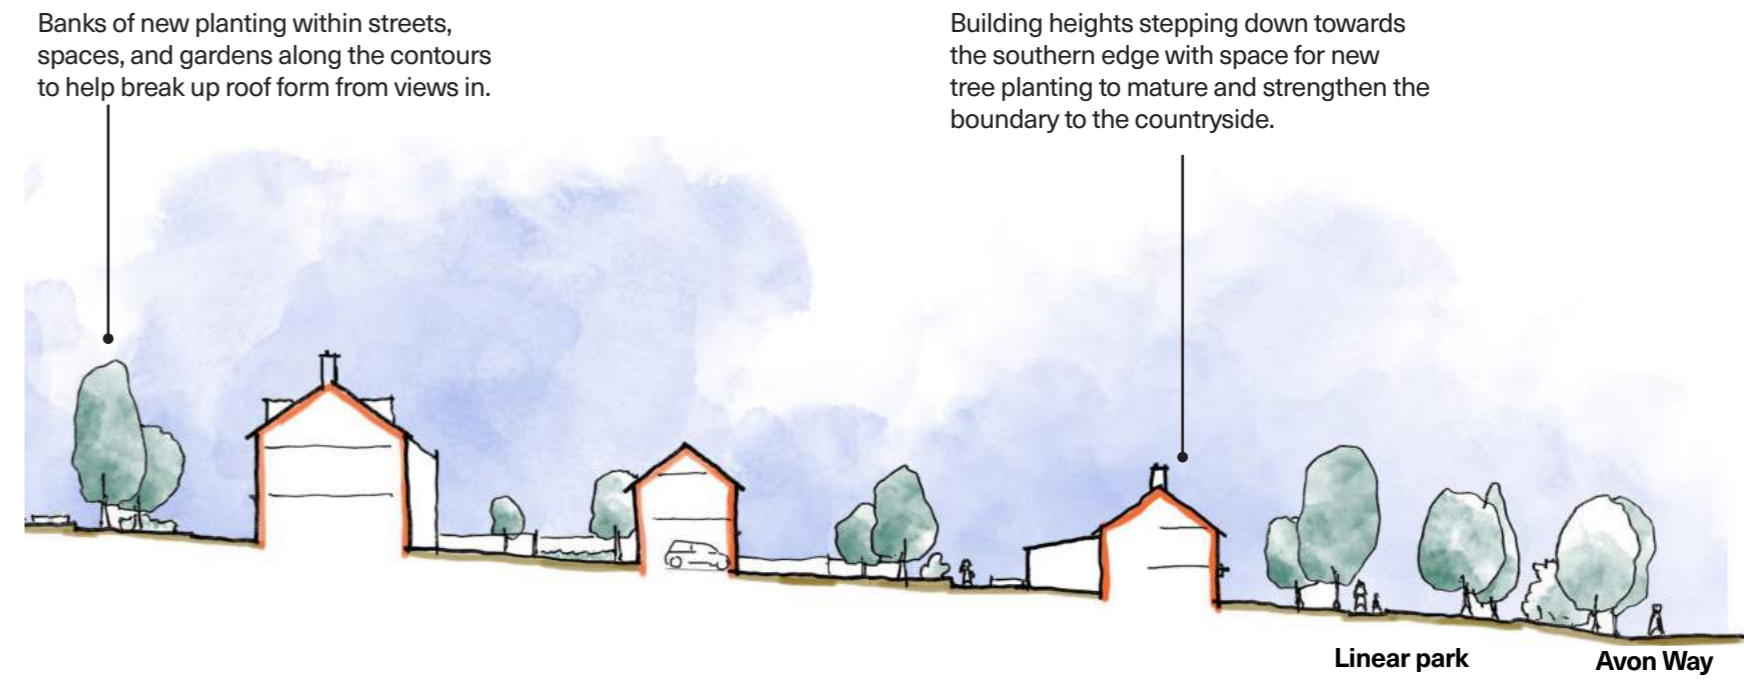 Banks of new planting within streets,
spaces, and gardens along the contours
to help break up roof form from views in.
Building heights stepping down towards
the southern edge with space for new
tree planting to mature and strengthen the
boundary to the countryside.
Linear park
Avon Way